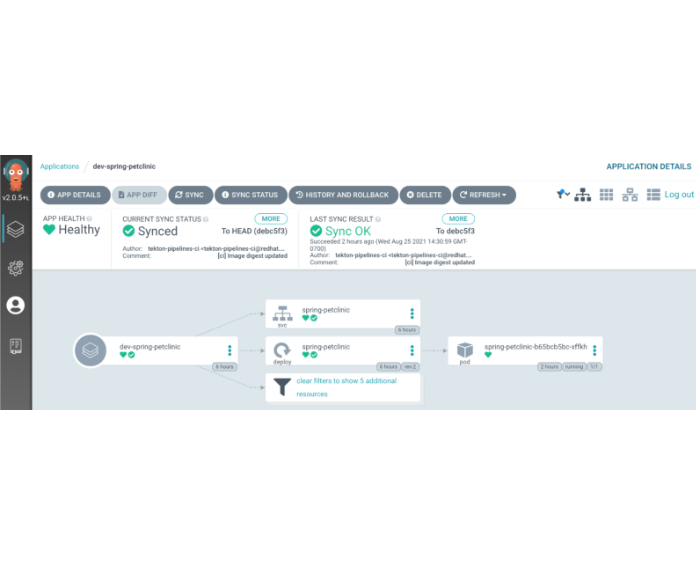 Applications / dev-spring-petclinic
APPLICATION DETAILS
v2.0.5+
APP DETAILS
APP DIFF
SYNC
SYNC STATUS
HISTORY AND ROLLBACK
DELETE
REFRESH
Log out
APP HEALTH
Healthy
CURRENT SYNC STATUS
MORE
Synced
To HEAD (debc5f3)
Author: tekton-pipelines-ci <tekton-pipelines-ci@redhat....
Comment: [ci] Image digest updated
LAST SYNC RESULT
MORE
Sync OK
To debc5f3
Succeeded 2 hours ago (Wed Aug 25 2021 14:30:59 GMT-
0700)
Author: tekton-pipelines-ci <tekton-pipelines-ci@redhat....
Comment: [ci] Image digest updated
dev-spring-petclinic
6 hours
svc
spring-petclinic
6 hours
deploy
spring-petclinic
6 hours
rev:2
pod
spring-petclinic-b65bcb5bc-sffkh
2 hours
running
1/1
clear filters to show 5 additional
resources